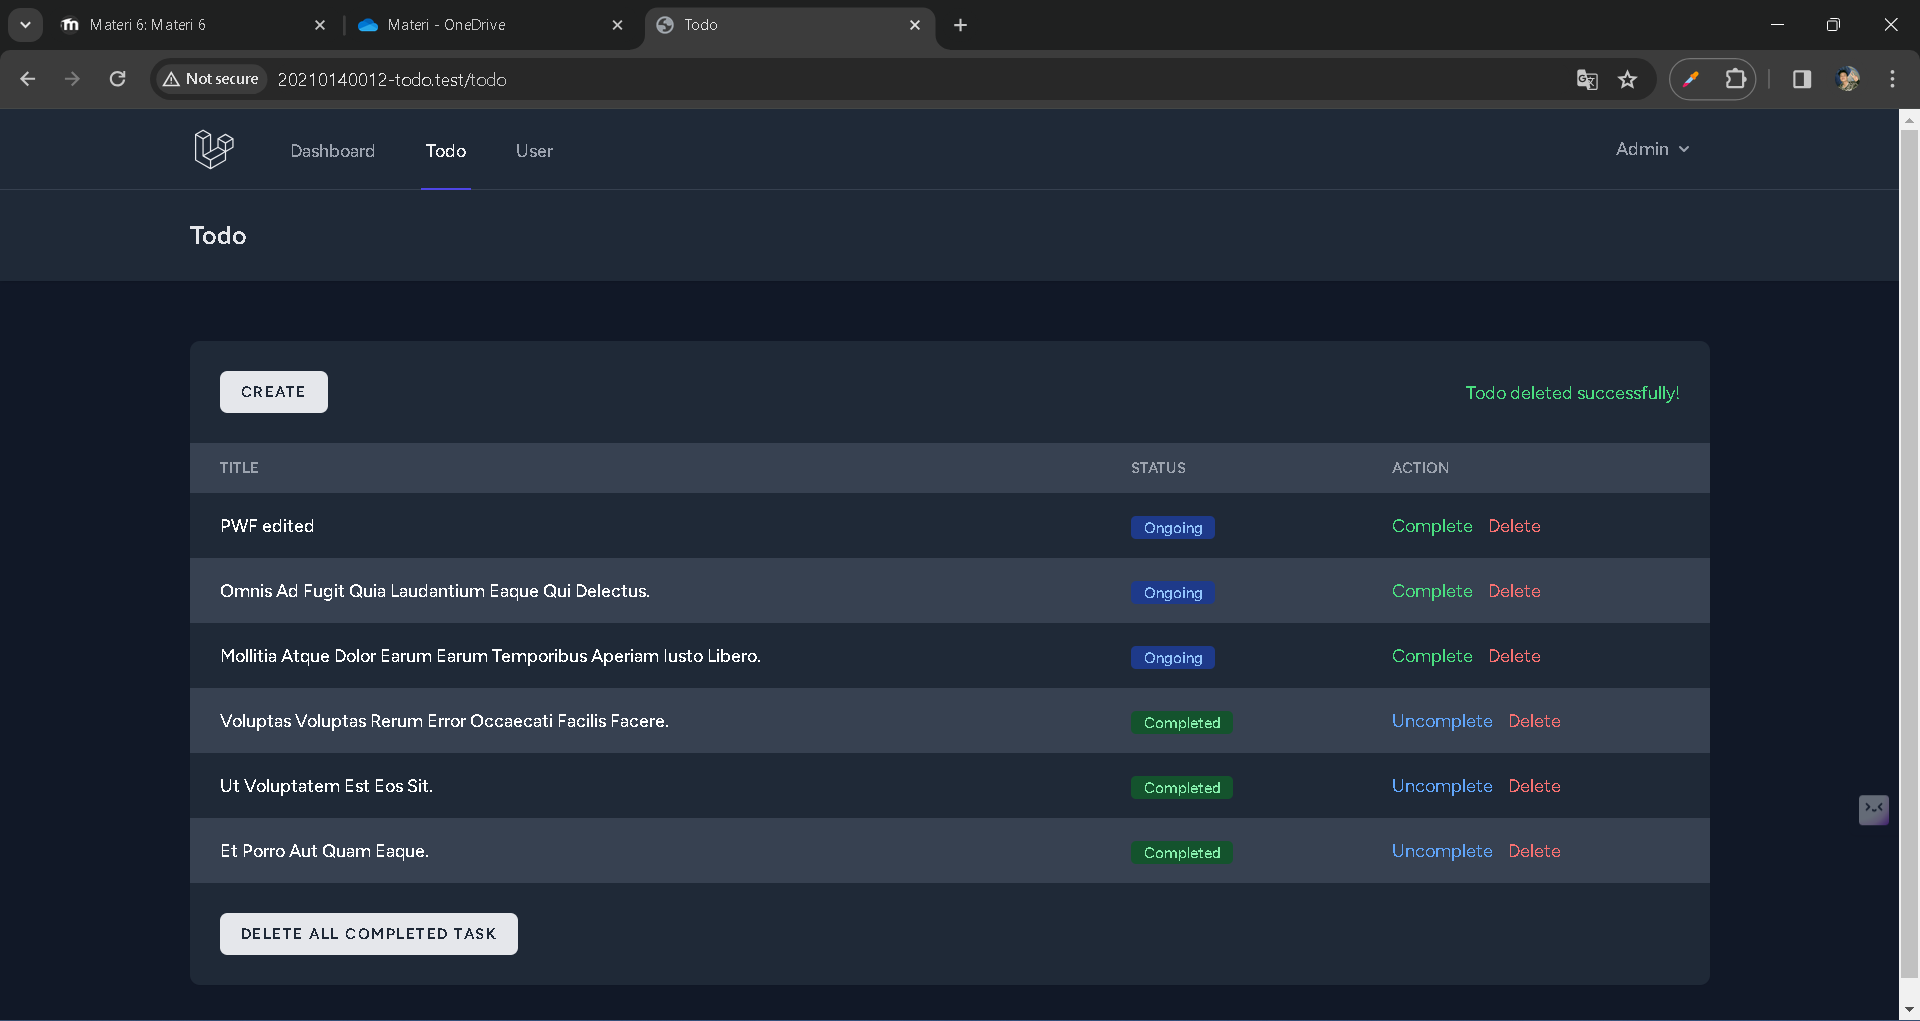 Materi 6: Materi 6
Materi - OneDrive
Todo
Not secure
20210140012-todo.test/todo
Dashboard
Todo
User
Admin
Todo
CREATE
Todo deleted successfully!
TITLE STATUS ACTION
PWF edited Ongoing Complete Delete
Omnis Ad Fugit Quia Laudantium Eaque Qui Delectus. Ongoing Complete Delete
Mollitia Atque Dolor Earum Earum Temporibus Aperiam Iusto Libero. Ongoing Complete Delete
Voluptas Voluptas Rerum Error Occaecati Facilis Facere. Completed Uncomplete Delete
Ut Voluptatem Est Eos Sit. Completed Uncomplete Delete
Et Porro Aut Quam Eaque. Completed Uncomplete Delete
DELETE ALL COMPLETED TASK